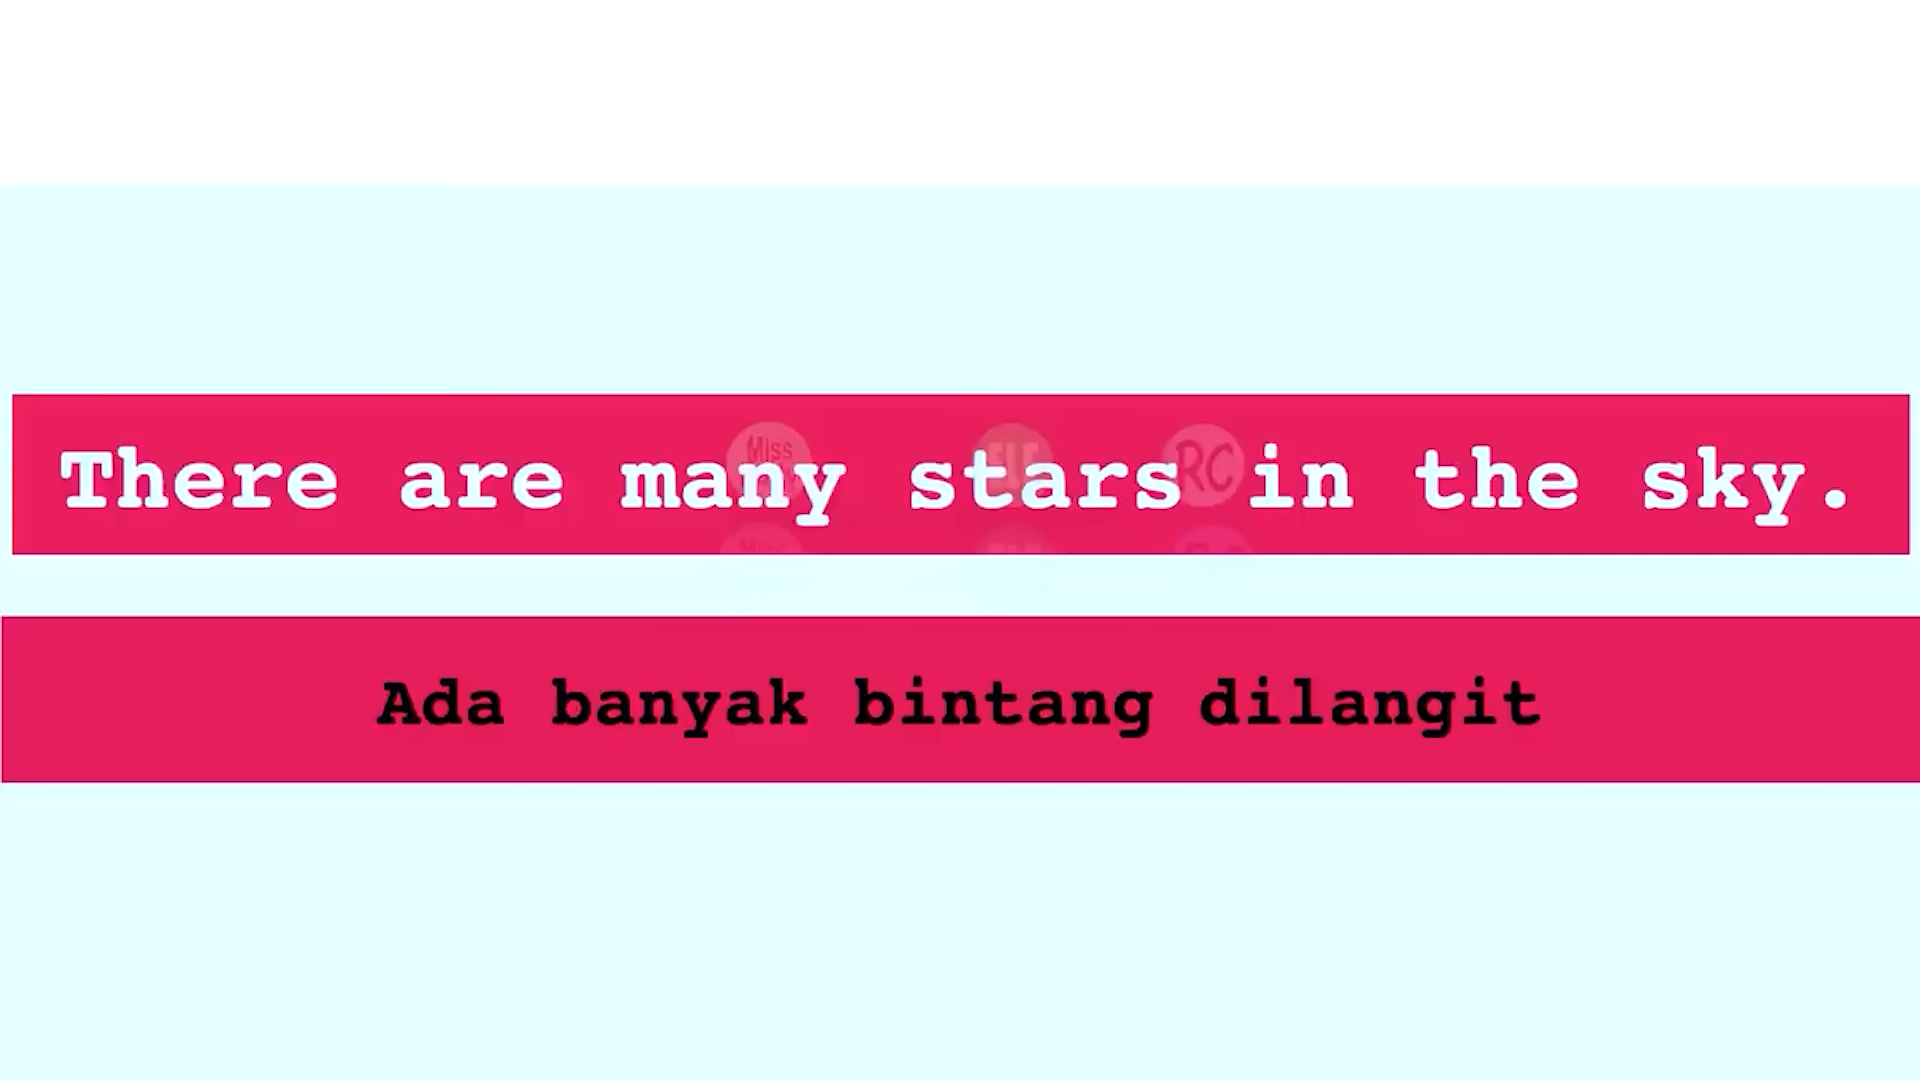 There are many stars in the sky.
Ada banyak bintang dilangit